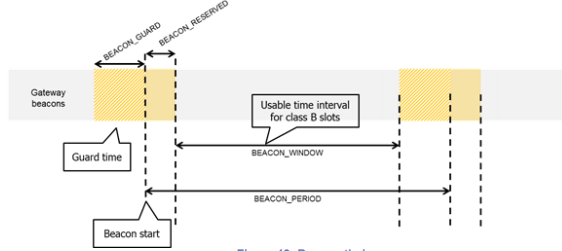 BEACON_GUARD
BEACON_RESERVED
Gateway
beacons
Usable time interval
for class B slots
Guard time
BEACON_WINDOW
BEACON_PERIOD
Beacon start